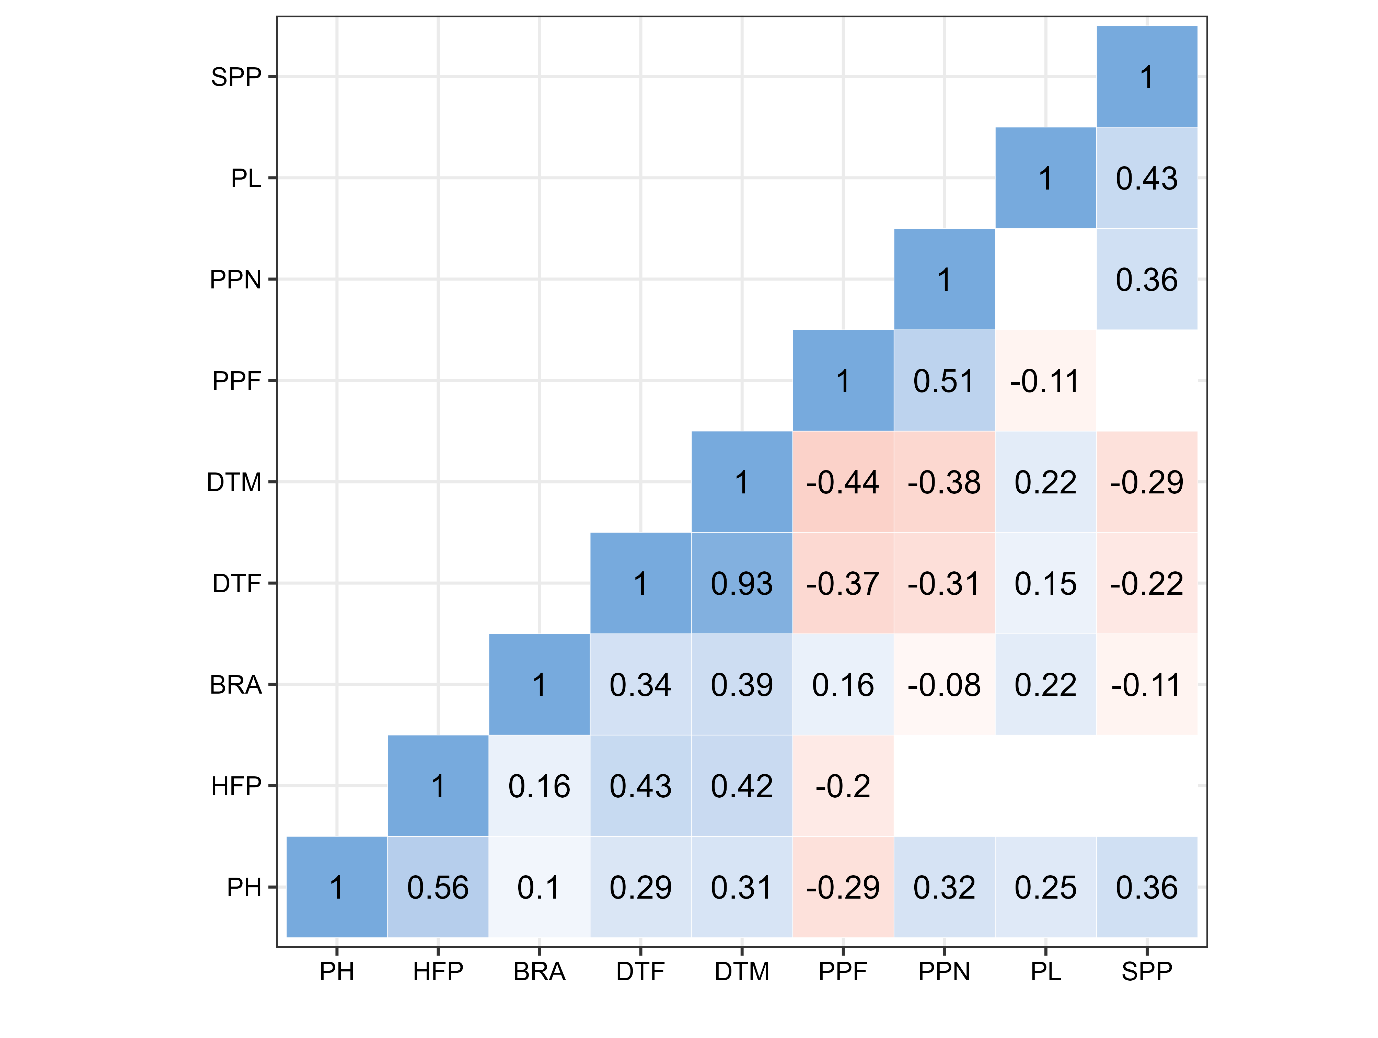 SPP 1
PL 1 0.43
PPN 1 0.36
PPF 1 0.51 -0.11
DTM 1 -0.44 -0.38 0.22 -0.29
DTF 1 0.93 -0.37 -0.31 0.15 -0.22
BRA 1 0.34 0.39 0.16 -0.08 0.22 -0.11
HFP 1 0.16 0.43 0.42 -0.2
PH 1 0.56 0.1 0.29 0.31 -0.29 0.32 0.25 0.36
PH HFP BRA DTF DTM PPF PPN PL SPP